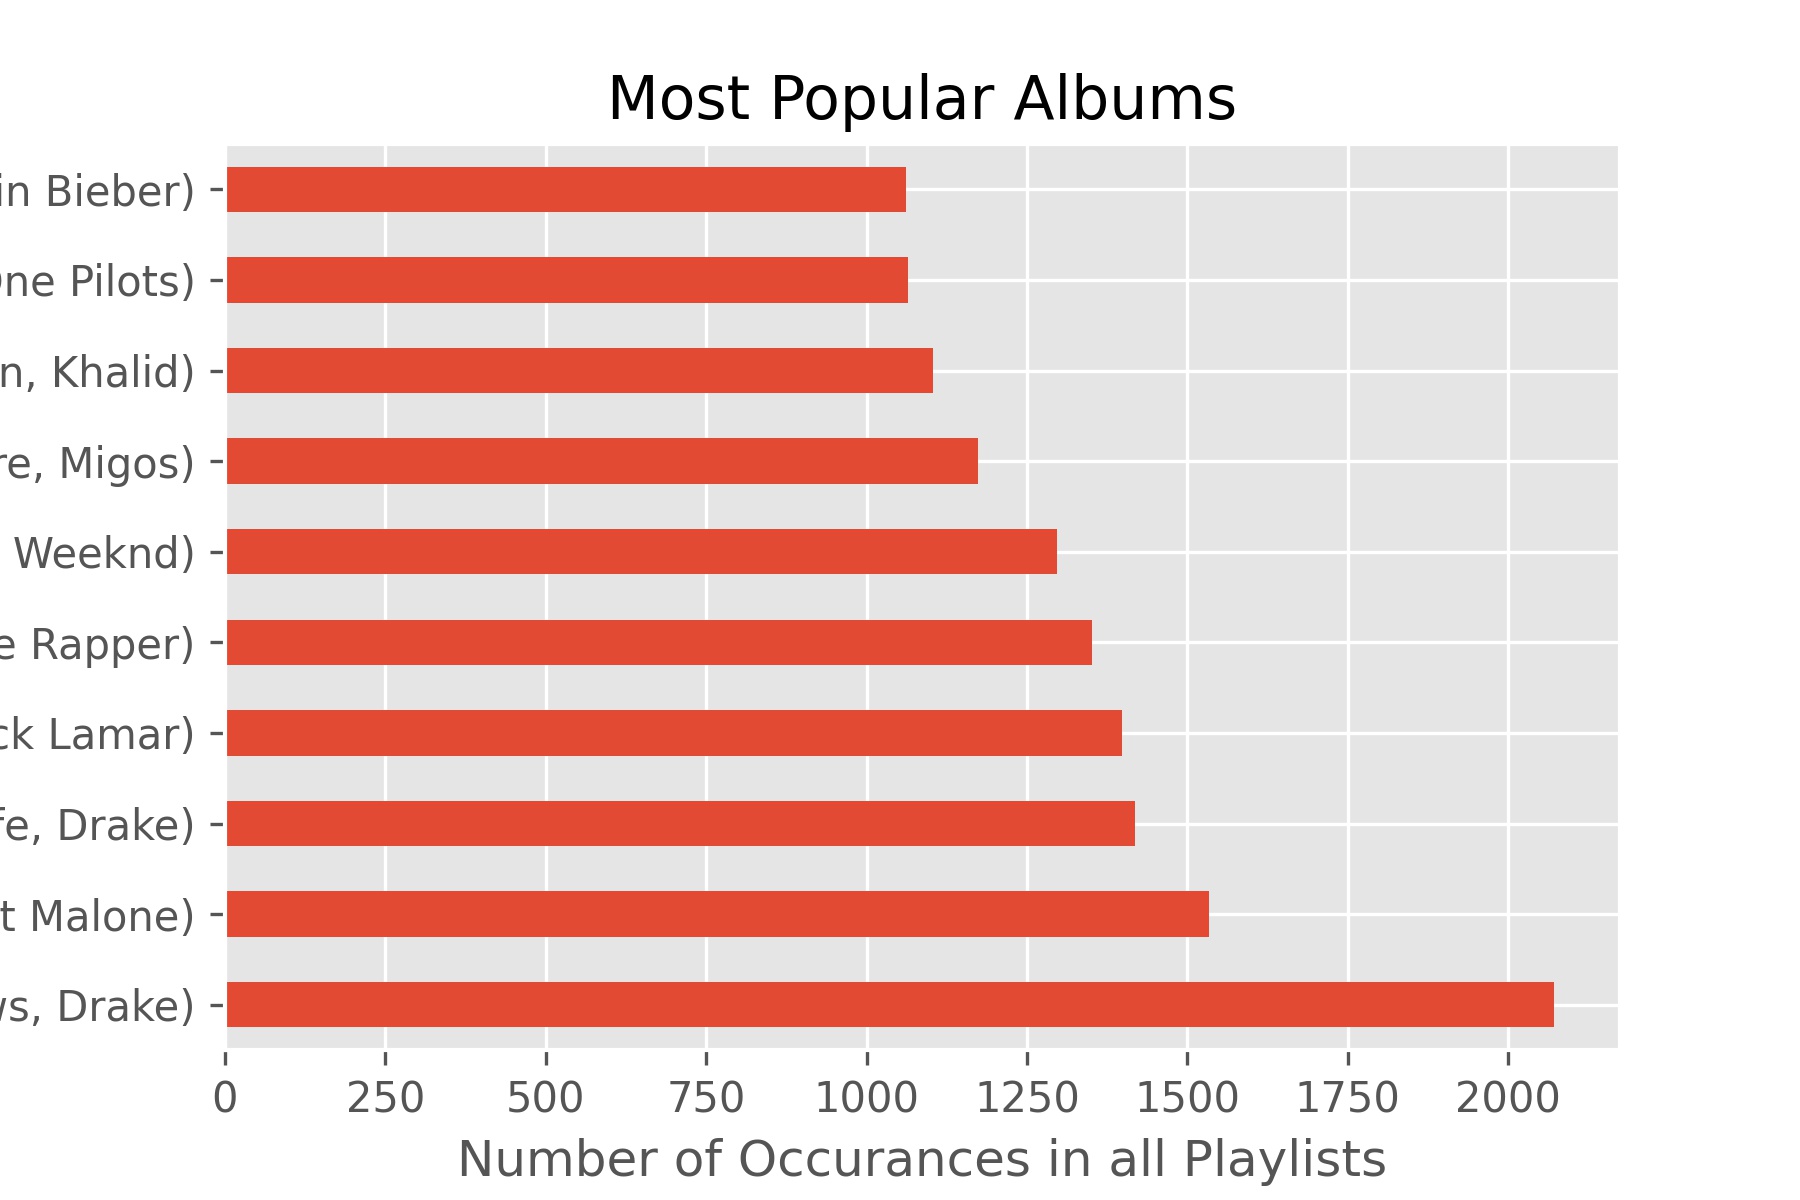 Most Popular Albums
in Bieber)
One Pilots)
n, Khalid)
re, Migos)
Weeknd)
e Rapper)
ck Lamar)
fe, Drake)
t Malone)
ws, Drake)
0 250 500 750 1000 1250 1500 1750 2000
Number of Occurances in all Playlists